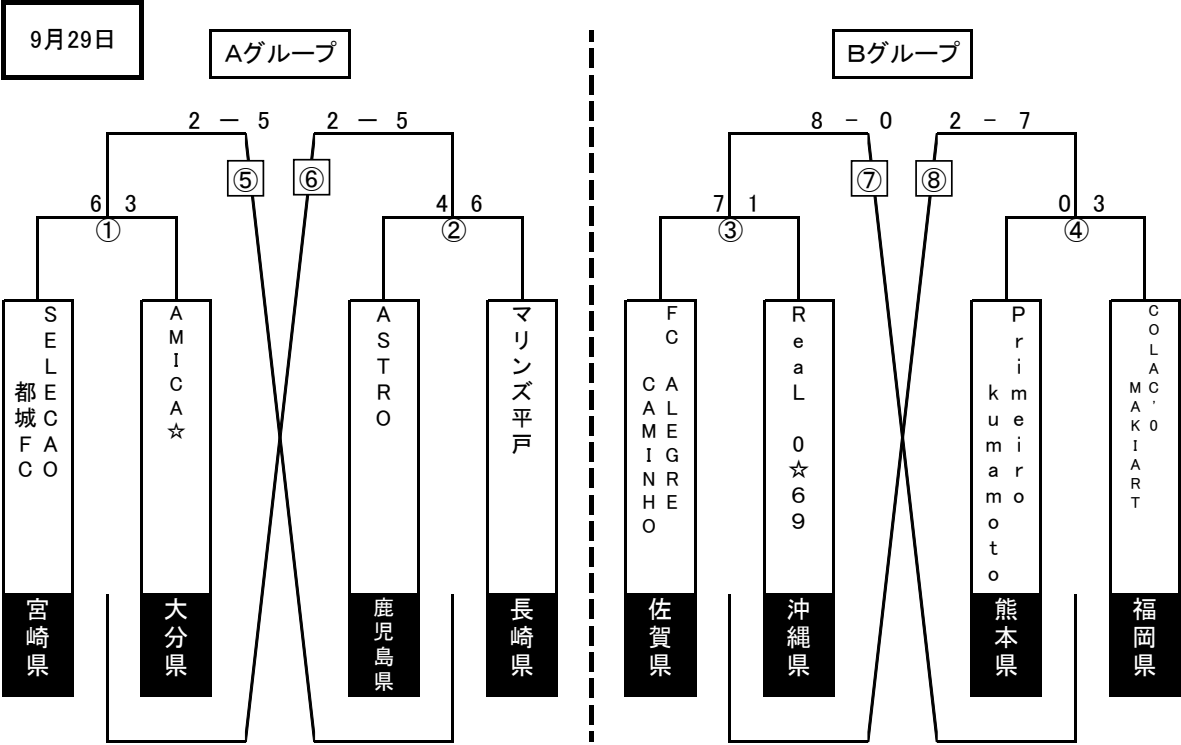 9月29日
Aグループ
Bグループ
2 － 5
2 － 5
8 － 0
2 － 7
⑤
⑥
⑦
⑧
6 3
4 6
7 1
0 3
①
②
③
④
SELECAO
都城FC
AMICA☆
ASTRO
マリンズ平戸
FC ALEGRE
CAMINHO
ReaL 0☆69
Primeiro
kumamoto
COLAC'0
MAKIART
宮崎県
大分県
鹿児島県
長崎県
佐賀県
沖縄県
熊本県
福岡県